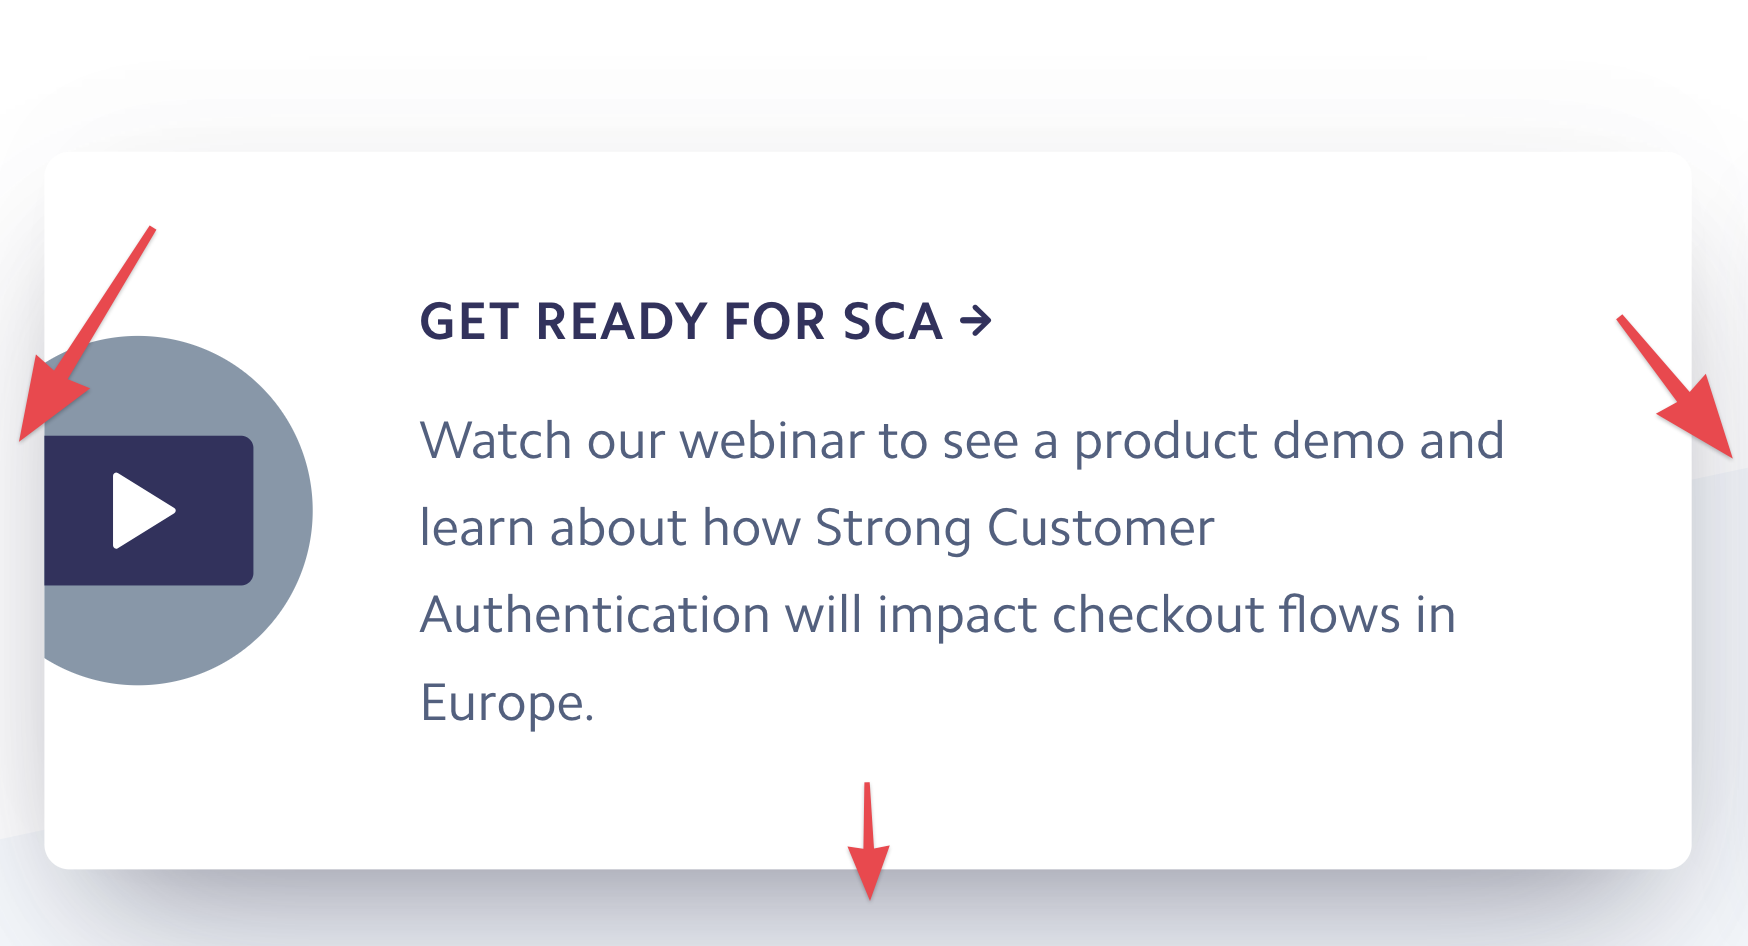 GET READY FOR SCA →
Watch our webinar to see a product demo and
learn about how Strong Customer
Authentication will impact checkout flows in
Europe.